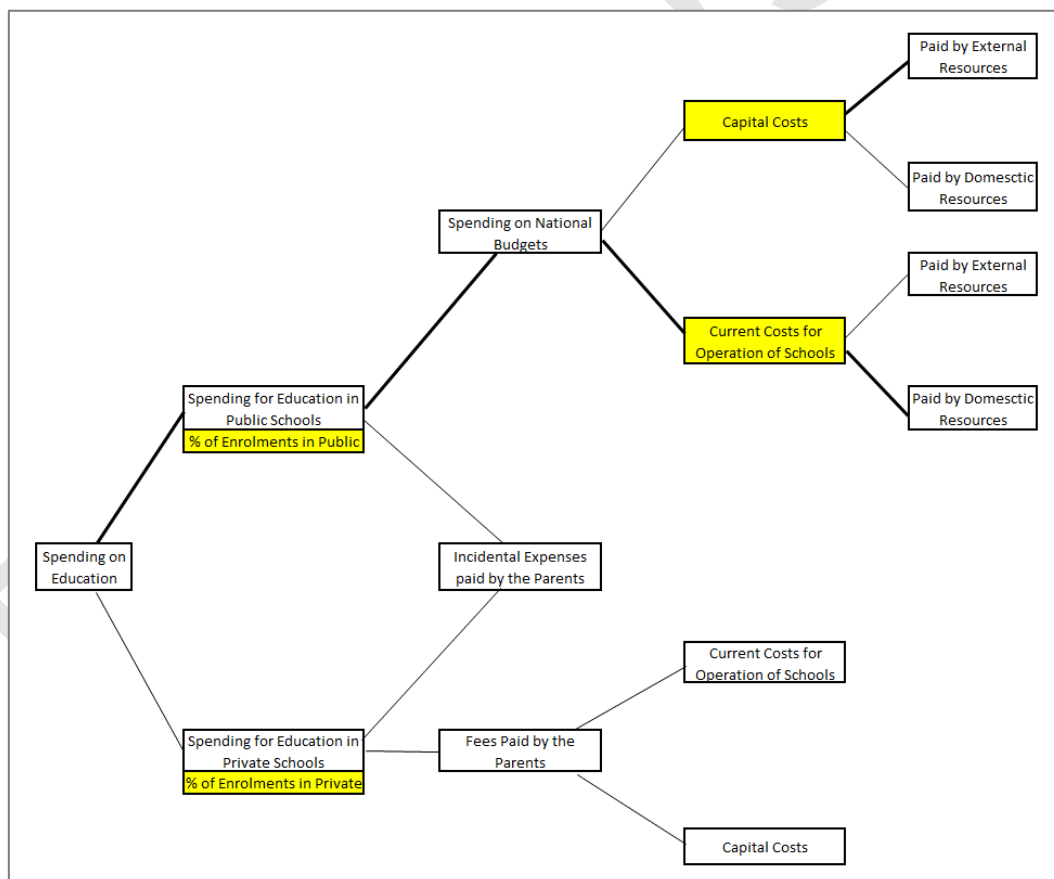 Paid by External
Resources
Capital Costs
Paid by Domesctic
Resources
Spending on National
Budgets
Paid by External
Resources
Current Costs for
Operation of Schools
Spending for Education in
Public Schools
% of Enrolments in Public
Paid by Domesctic
Resources
Spending on
Education
Incidental Expenses
paid by the Parents
Current Costs for
Operation of Schools
Spending for Education in
Private Schools
% of Enrolments in Private
Fees Paid by the
Parents
Capital Costs